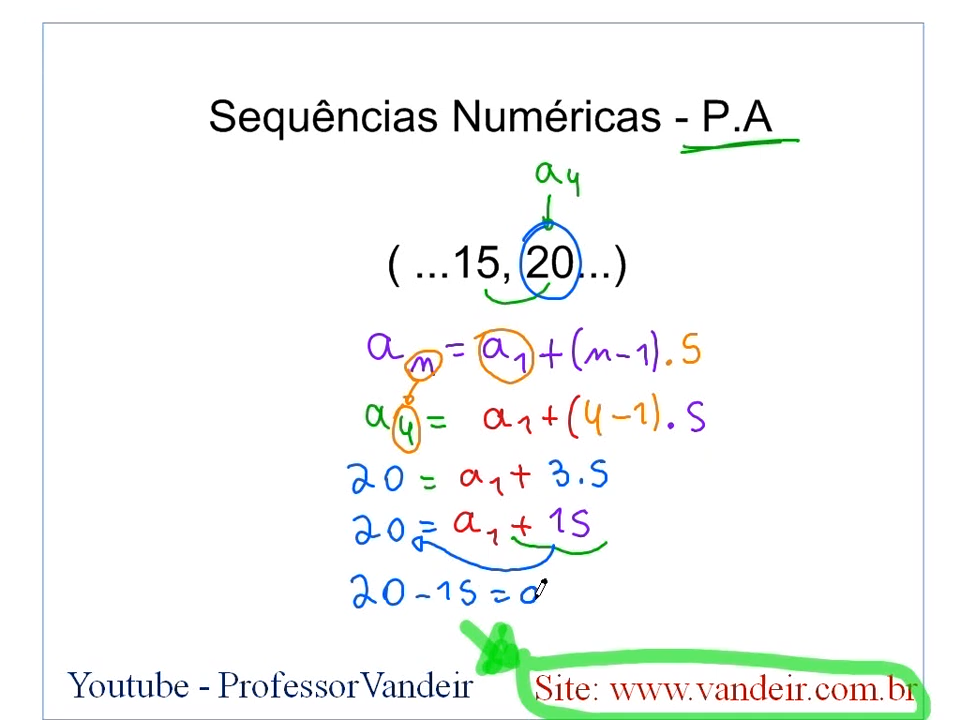 Sequências Numéricas - P.A
a4
( ...15, 20...)
an = a1 + (n-1).5
a4 = a1 + (4-1).5
20 = a1 + 3.5
20 = a1 + 15
20-15 = a
Youtube - ProfessorVandeir
Site: www.vandeir.com.br